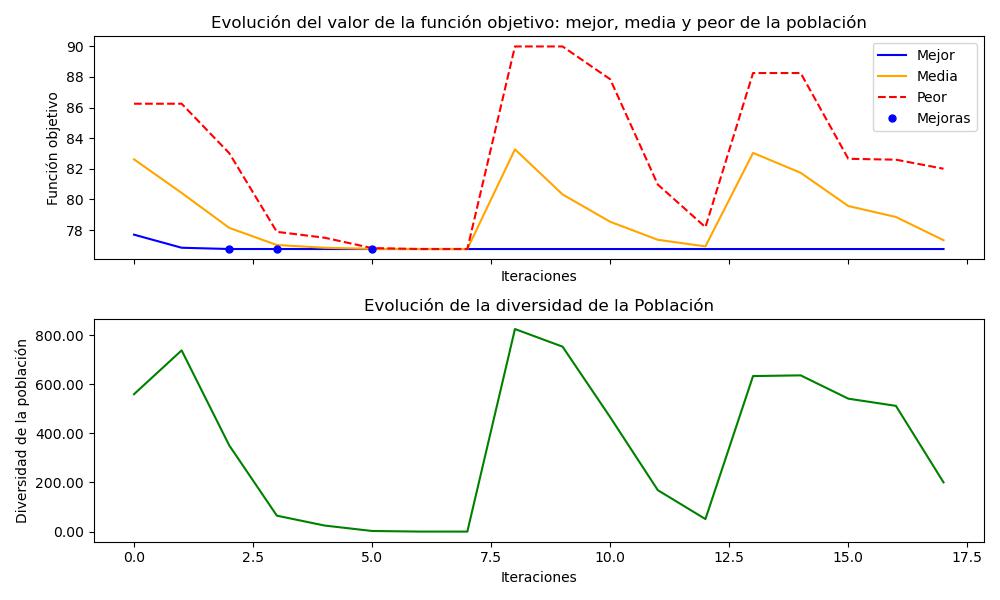 Evolución del valor de la función objetivo: mejor, media y peor de la población
Función objetivo
90
88
86
84
82
80
78
Mejor
Media
Peor
Mejoras
Iteraciones
Evolución de la diversidad de la Población
Diversidad de la población
800.00
600.00
400.00
200.00
0.00
0.0 2.5 5.0 7.5 10.0 12.5 15.0 17.5
Iteraciones